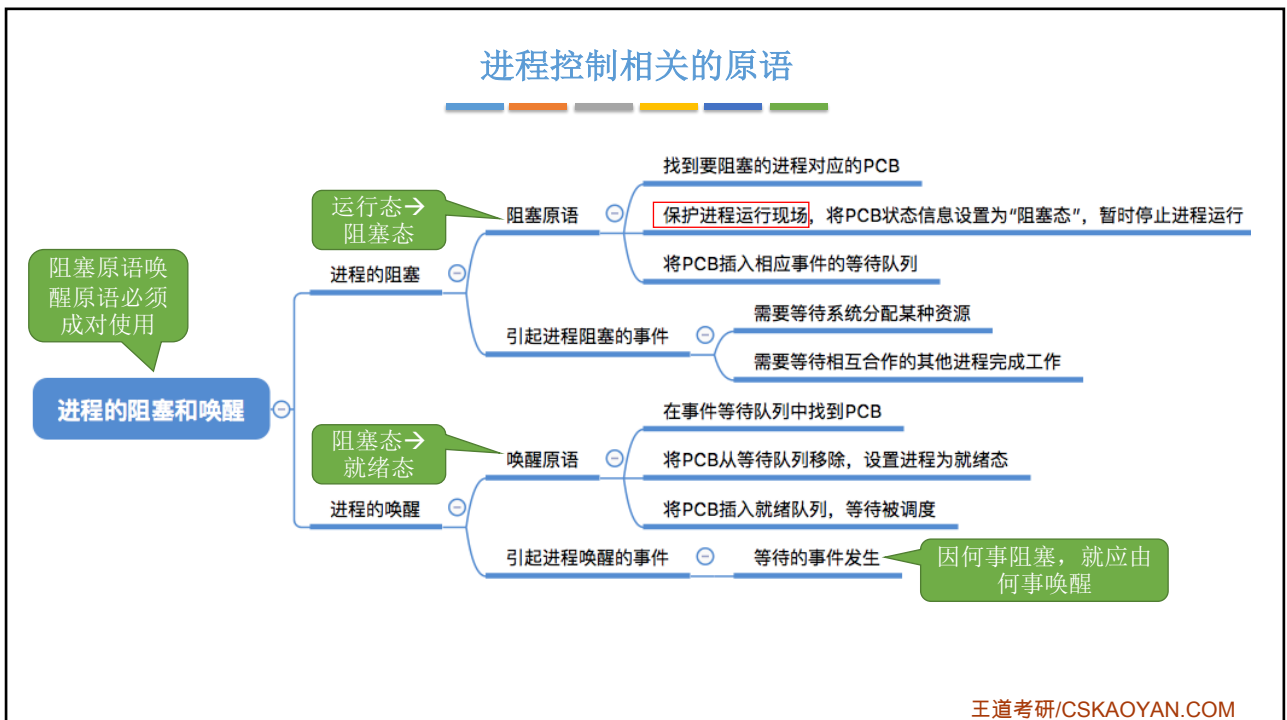 进程控制相关的原语
找到要阻塞的进程对应的PCB
运行态→
阻塞态
阻塞原语
保护进程运行现场，将PCB状态信息设置为“阻塞态”，暂时停止进程运行
将PCB插入相应事件的等待队列
阻塞原语唤
醒原语必须
成对使用
进程的阻塞
引起进程阻塞的事件
需要等待系统分配某种资源
需要等待相互合作的其他进程完成工作
进程的阻塞和唤醒
在事件等待队列中找到PCB
阻塞态→
就绪态
唤醒原语
将PCB从等待队列移除，设置进程为就绪态
将PCB插入就绪队列，等待被调度
进程的唤醒
引起进程唤醒的事件
等待的事件发生
因何事阻塞，就应由
何事唤醒
王道考研/CSKAOYAN.COM